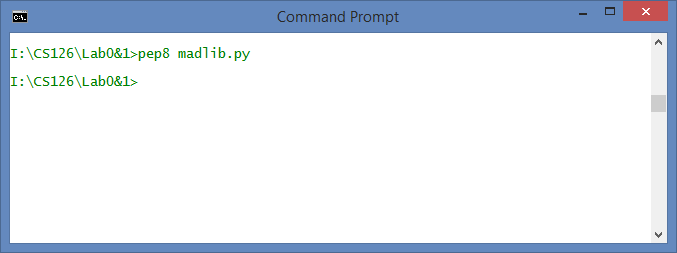 Command Prompt
I:\CS126\Lab0&1>pep8 madlib.py
I:\CS126\Lab0&1>